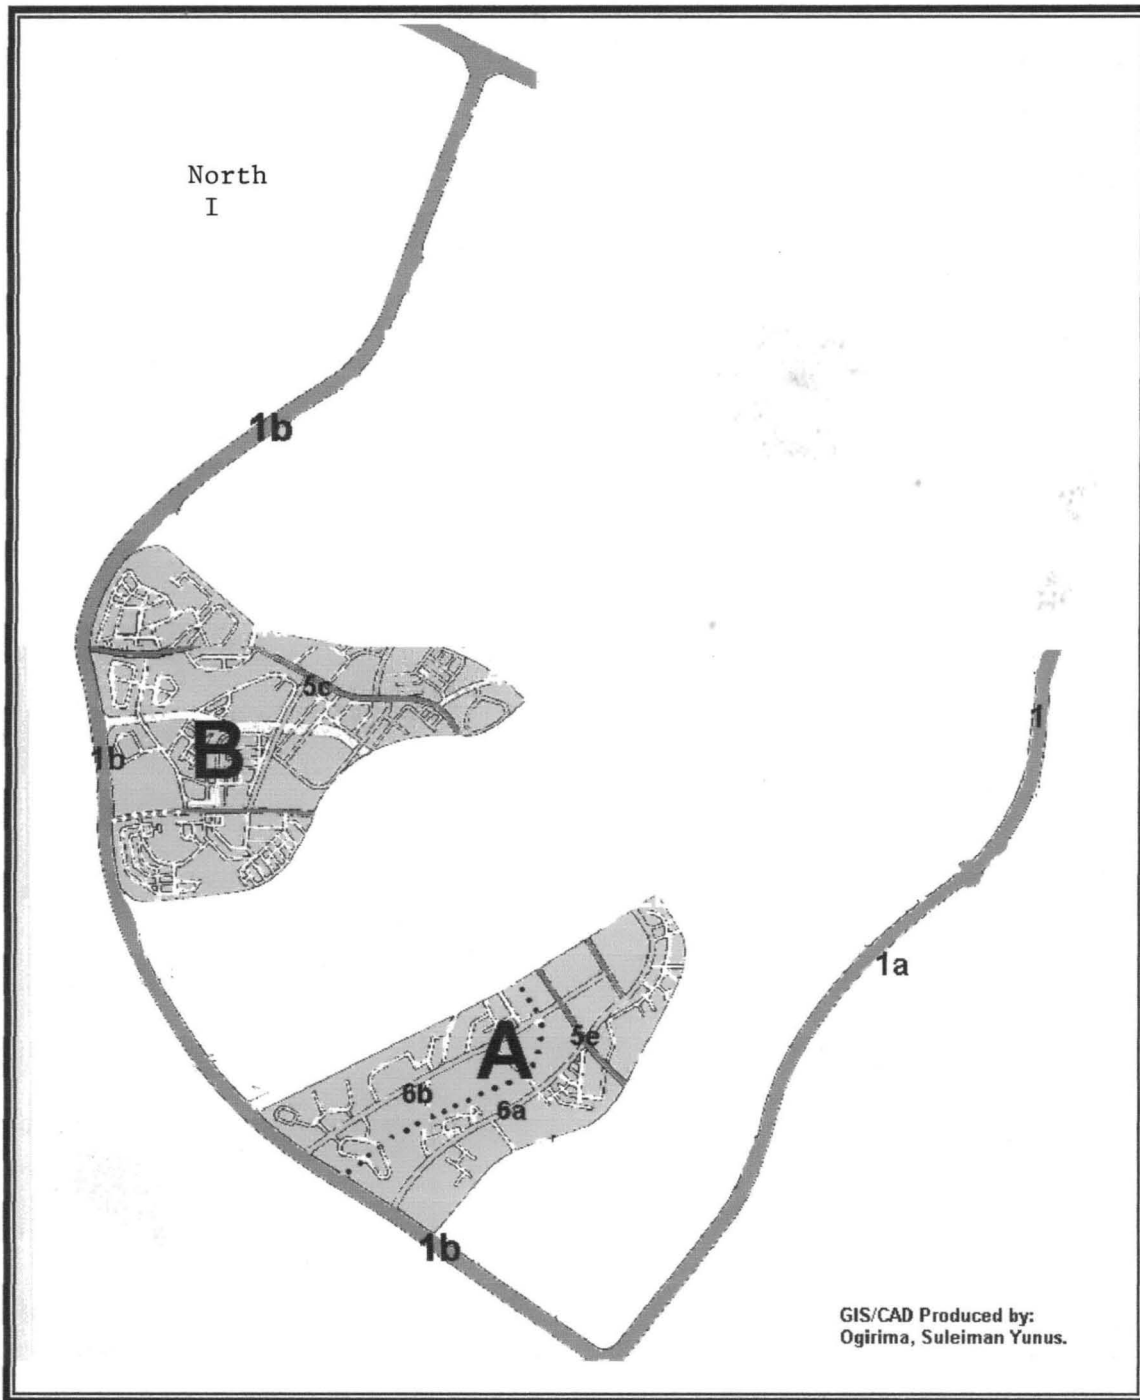 North
I
1b
5c
1
B
1b
1a
A
5e
6b
6a
1b
GIS/CAD Produced by:
Ogirima, Suleiman Yunus.